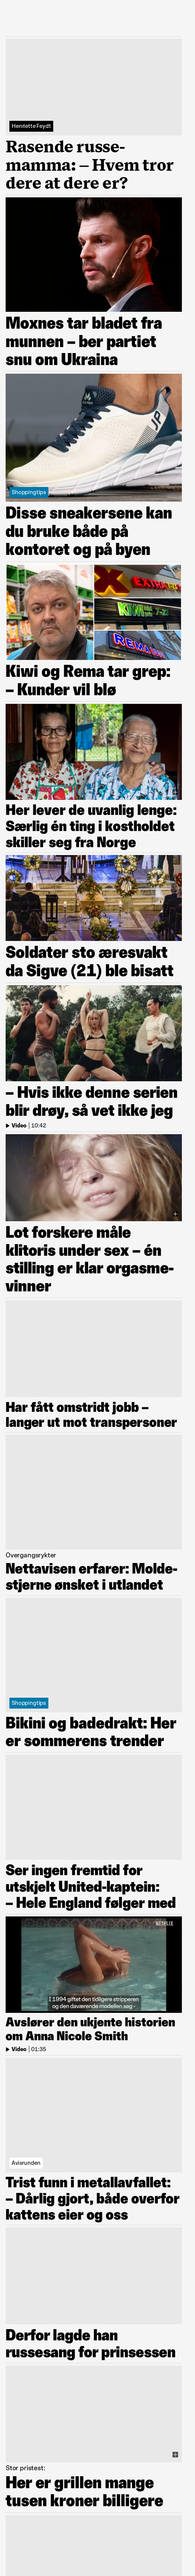 Henriette Feydt
Rasende russe-
mamma: – Hvem tror
dere at dere er?
Moxnes tar bladet fra
munnen – ber partiet
snu om Ukraina
Shoppingtips
Disse sneakersene kan
du bruke både på
kontoret og på byen
EXTRA
KIWI 7-23
REMA 1000
Kiwi og Rema tar grep:
– Kunder vil blø
Her lever de uvanlig lenge:
Særlig én ting i kostholdet
skiller seg fra Norge
Soldater sto æresvakt
da Sigve (21) ble bisatt
– Hvis ikke denne serien
blir drøy, så vet ikke jeg
Video | 10:42
Lot forskere måle
klitoris under sex – én
stilling er klar orgasme-
vinner
Har fått omstridt jobb –
langer ut mot transpersoner
Overgangsrykter
Nettavisen erfarer: Molde-
stjerne ønsket i utlandet
Shoppingtips
Bikini og badedrakt: Her
er sommerens trender
Ser ingen fremtid for
utskjelt United-kaptein:
– Hele England følger med
NETFLIX
I 1994 giftet den tidligere stripperen
og den daværende modellen seg -
Avslører den ukjente historien
om Anna Nicole Smith
Video | 01:35
Avisrunden
Trist funn i metallavfallet:
– Dårlig gjort, både overfor
kattens eier og oss
Derfor lagde han
russesang for prinsessen
Stor pristest:
Her er grillen mange
tusen kroner billigere